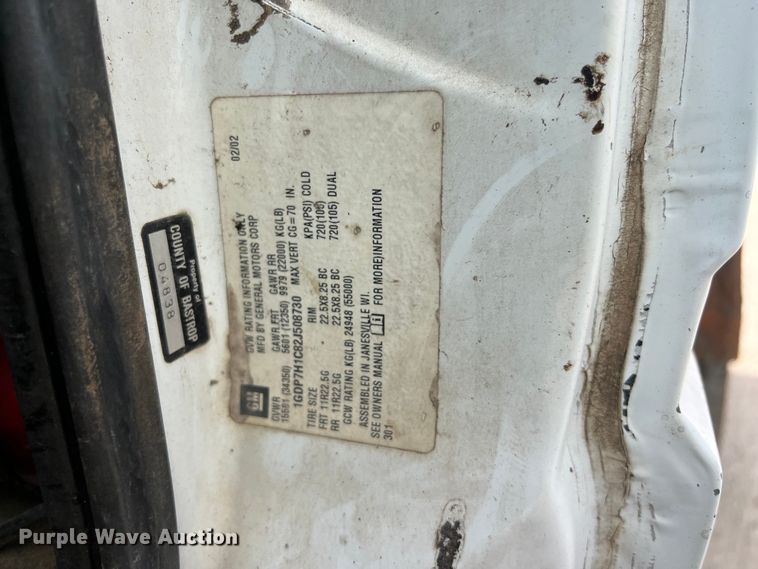 02/02
GVW RATING INFORMATION ONLY
MFD BY GENERAL MOTORS CORP
GM
GVWR GAWR FRT GAWR RR
15581 (34350) 5601 (12350) 9979 (22000) KG(LB)
1GDP7H1C82J508730 MAX VERT CG=70 IN.
TIRE SIZE RIM KPA(PSI) COLD
FRT 11R22.5G 22.5X8.25 BC 720(105)
RR 11R22.5G 22.5X8.25 BC 720(105) DUAL
GCW RATING KG(LB) 24948 (55000)
ASSEMBLED IN JANESVILLE WI.
SEE OWNERS MANUAL i FOR MORE INFORMATION
301
Property of
COUNTY OF BASTROP
04838
Purple Wave Auction